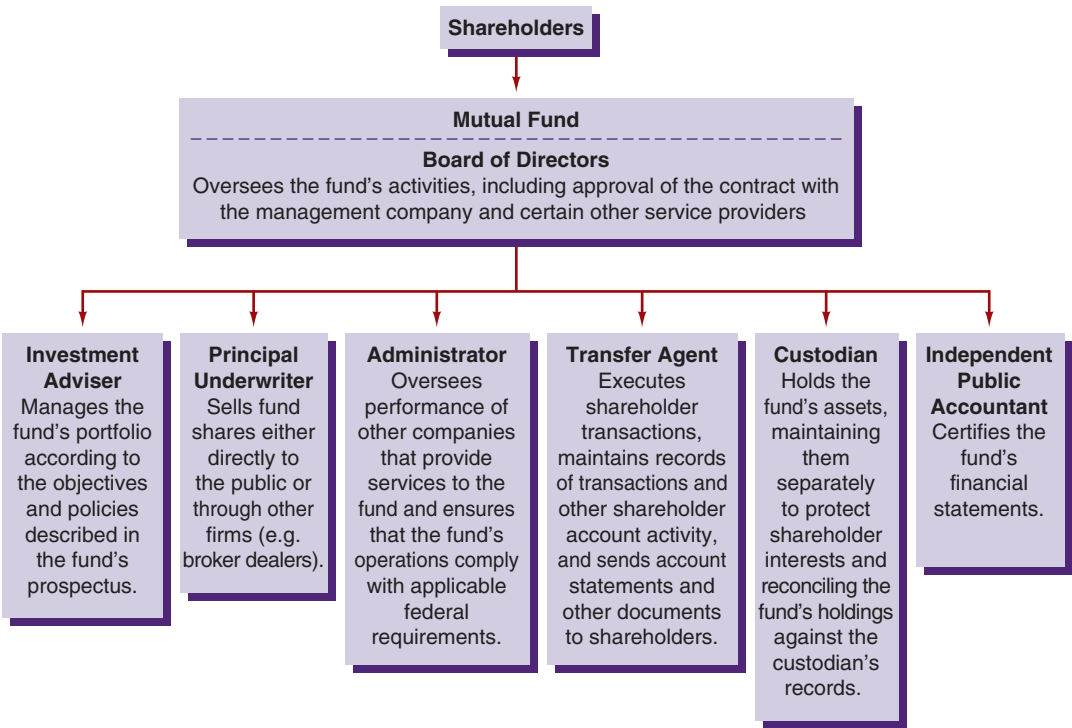 Shareholders
Mutual Fund
Board of Directors
Oversees the fund's activities, including approval of the contract with
the management company and certain other service providers
Investment
Adviser
Manages the
fund's portfolio
according to
the objectives
and policies
described in
the fund's
prospectus.
Principal
Underwriter
Sells fund
shares either
directly to
the public or
through other
firms (e.g.
broker dealers).
Administrator
Oversees
performance of
other companies
that provide
services to the
fund and ensures
that the fund's
operations comply
with applicable
federal
requirements.
Transfer Agent
Executes
shareholder
transactions,
maintains records
of transactions and
other shareholder
account activity,
and sends account
statements and
other documents
to shareholders.
Custodian
Holds the
fund's assets,
maintaining
them
separately
to protect
shareholder
interests and
reconciling the
fund's holdings
against the
custodian's
records.
Independent
Public
Accountant
Certifies the
fund's
financial
statements.